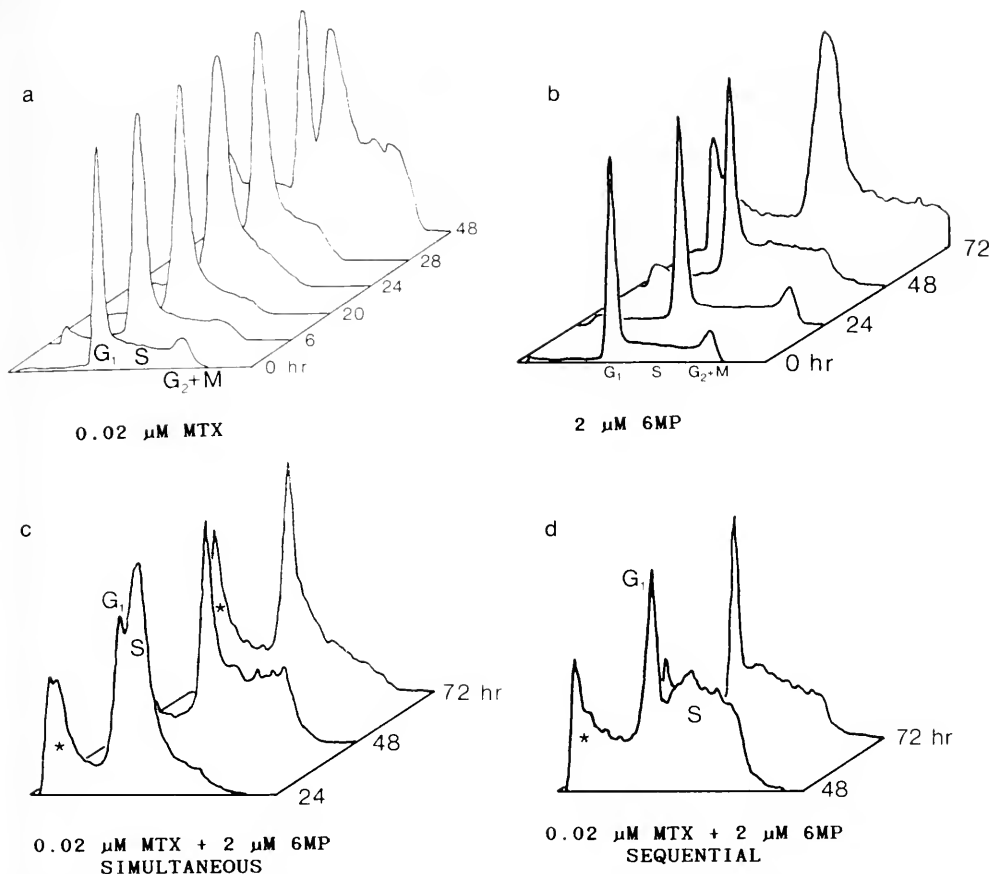 a
G₁ S G₂+M
0 hr
6
20
24
28
48
0.02 µM MTX
b
G₁ S G₂+M
0 hr
24
48
72
2 µM 6MP
c
G₁
S
*
*
24
48
72 hr
0.02 µM MTX + 2 µM 6MP
SIMULTANEOUS
d
G₁
S
*
48
72 hr
0.02 µM MTX + 2 µM 6MP
SEQUENTIAL